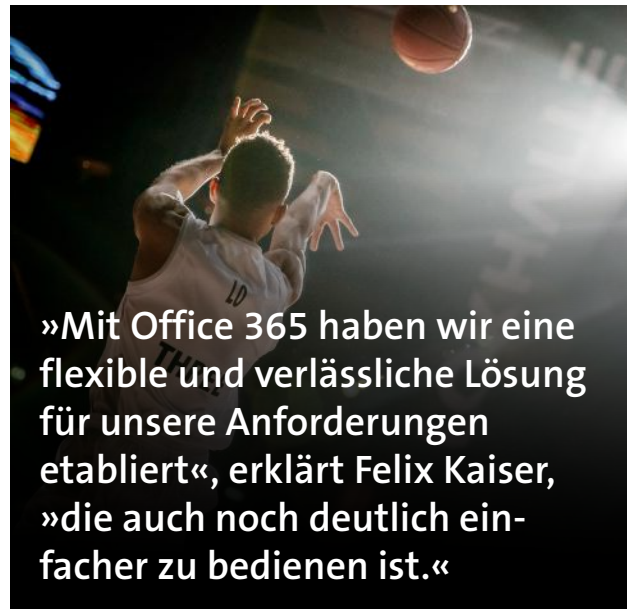 LD
»Mit Office 365 haben wir eine
flexible und verlässliche Lösung
für unsere Anforderungen
etabliert«, erklärt Felix Kaiser,
»die auch noch deutlich ein-
facher zu bedienen ist.«